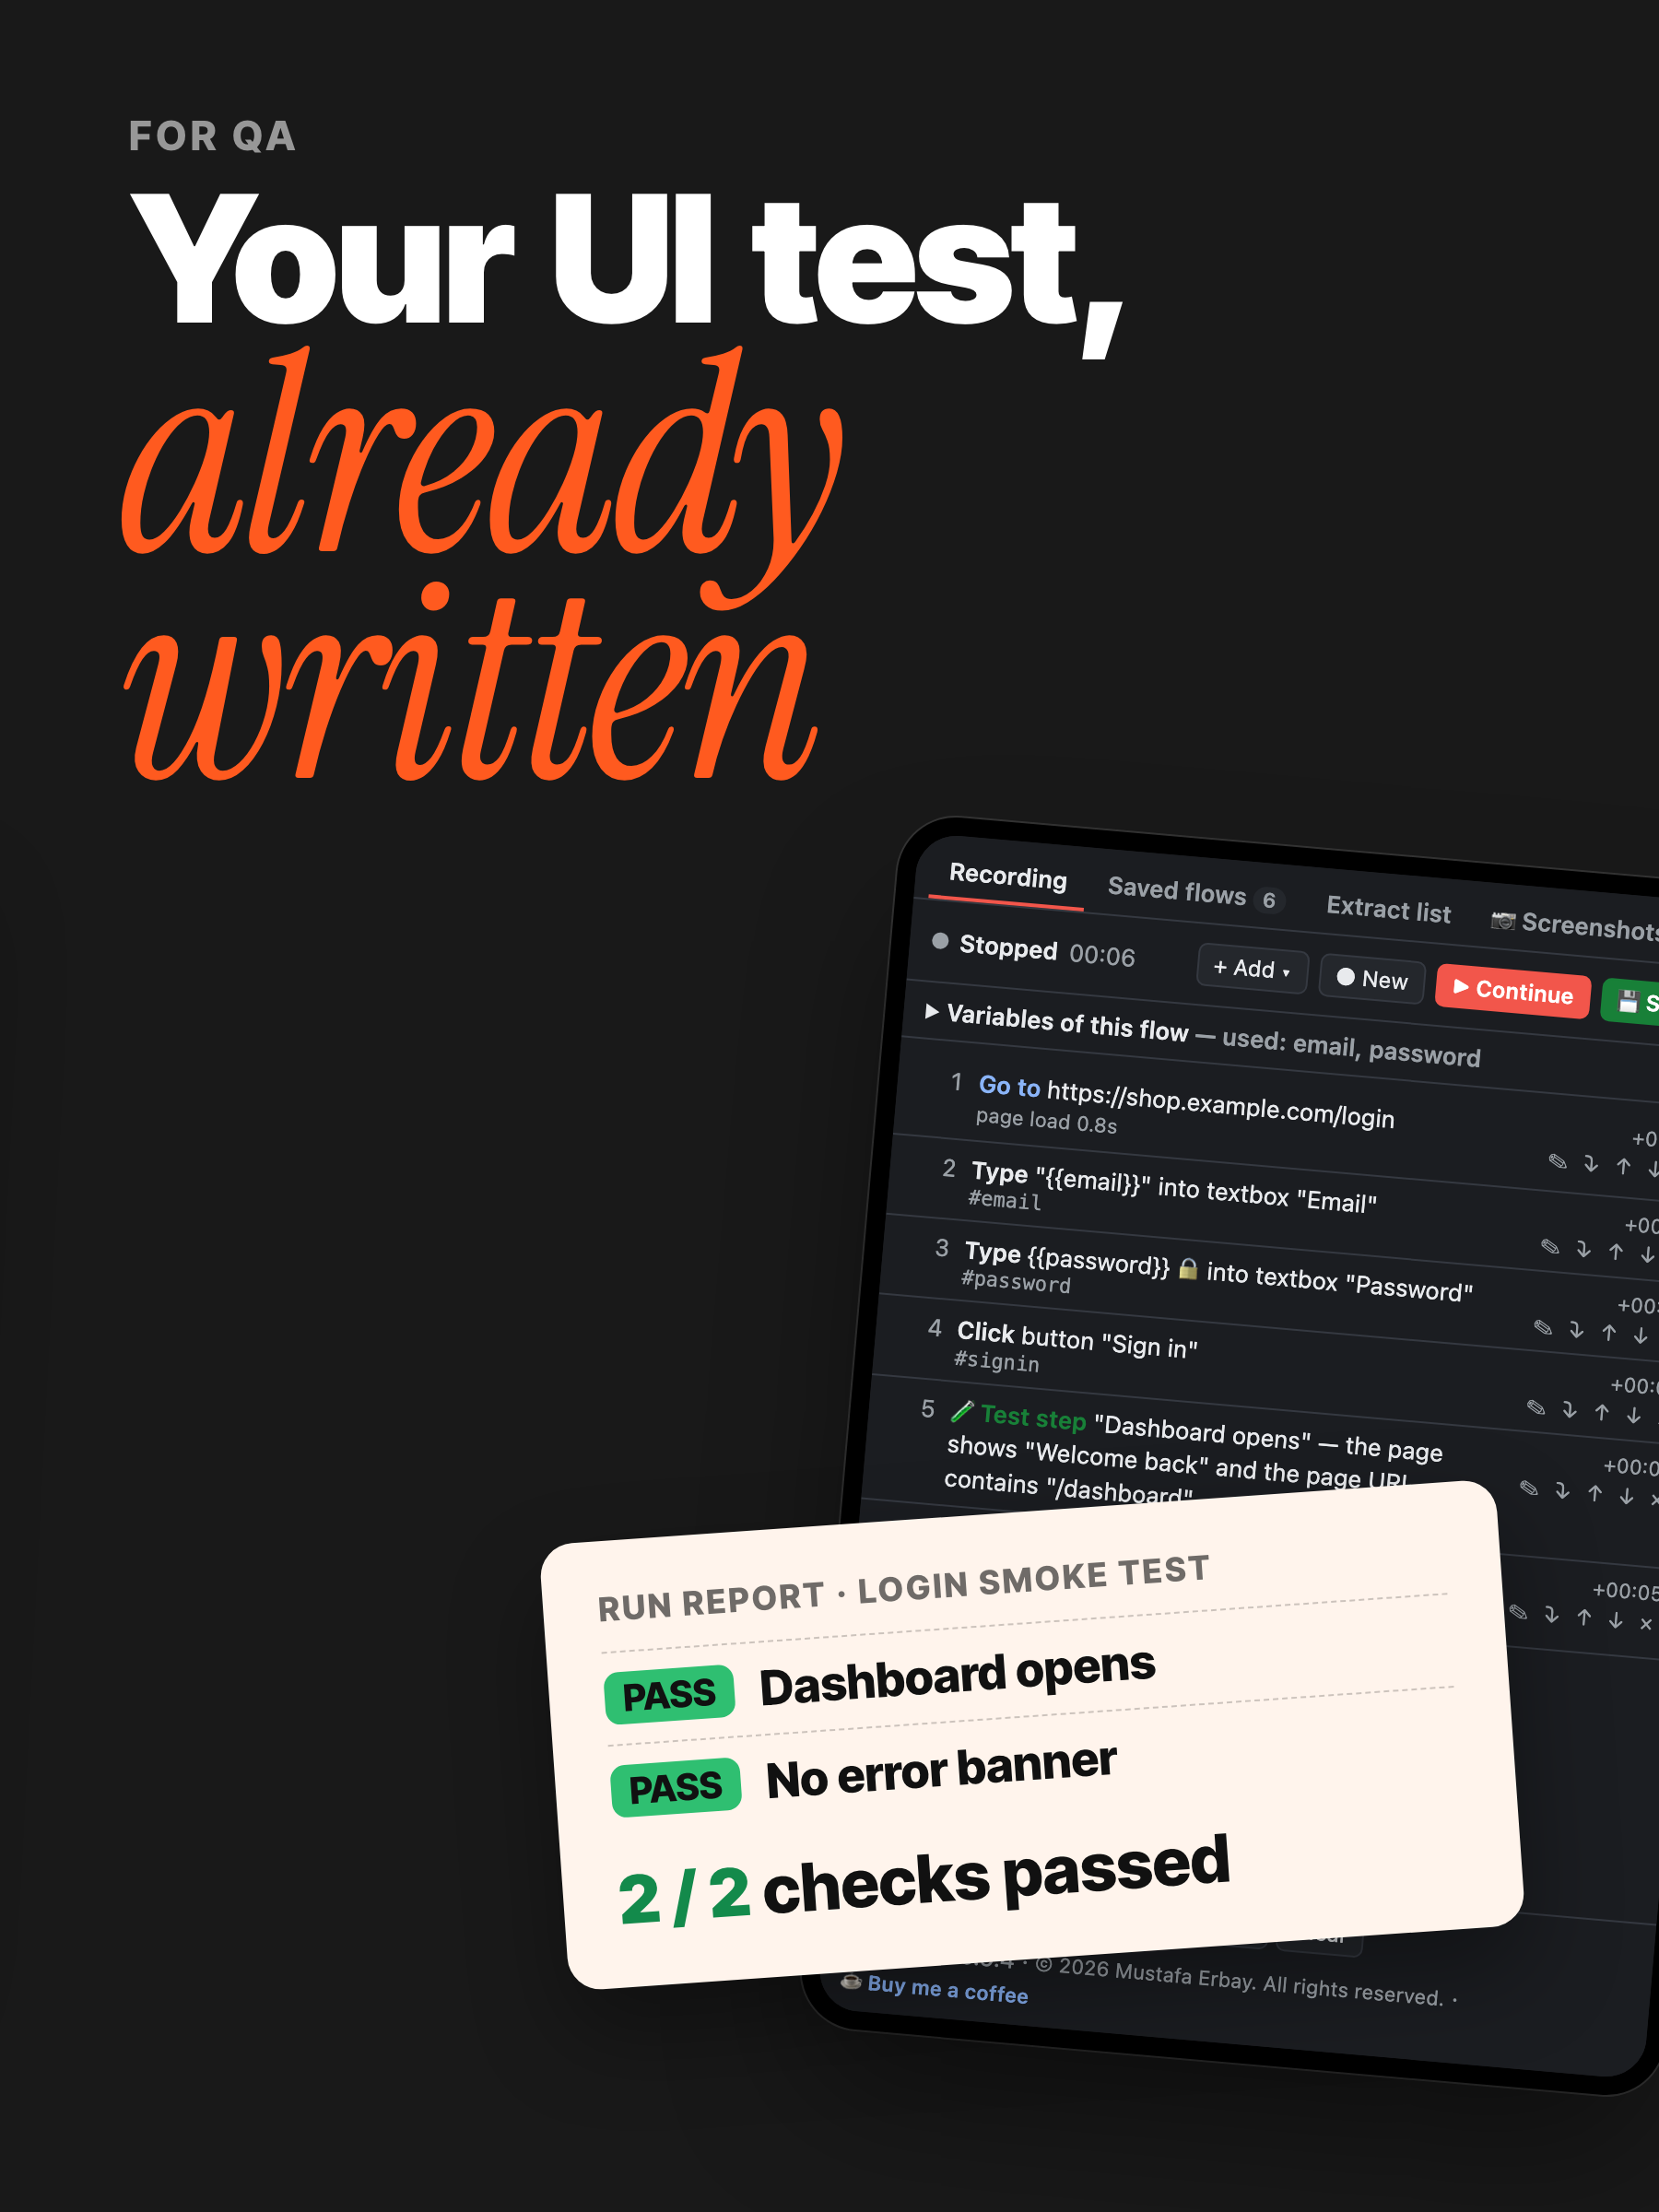 FOR QA
Your UI test,
already
written
Recording Saved flows 6 Extract list 📷 Screenshots
Stopped 00:06 + Add ▾ New ▶ Continue 💾
▶ Variables of this flow — used: email, password
1 Go to https://shop.example.com/login
page load 0.8s
2 Type "{{email}}" into textbox "Email"
#email
3 Type {{password}} 🔒 into textbox "Password"
#password
4 Click button "Sign in"
#signin
5 🧪 Test step "Dashboard opens" — the page
shows "Welcome back" and the page URL
contains "/dashboard"
+00:05
RUN REPORT · LOGIN SMOKE TEST
PASS Dashboard opens
PASS No error banner
2 / 2 checks passed
· © 2026 Mustafa Erbay. All rights reserved. ·
☕ Buy me a coffee